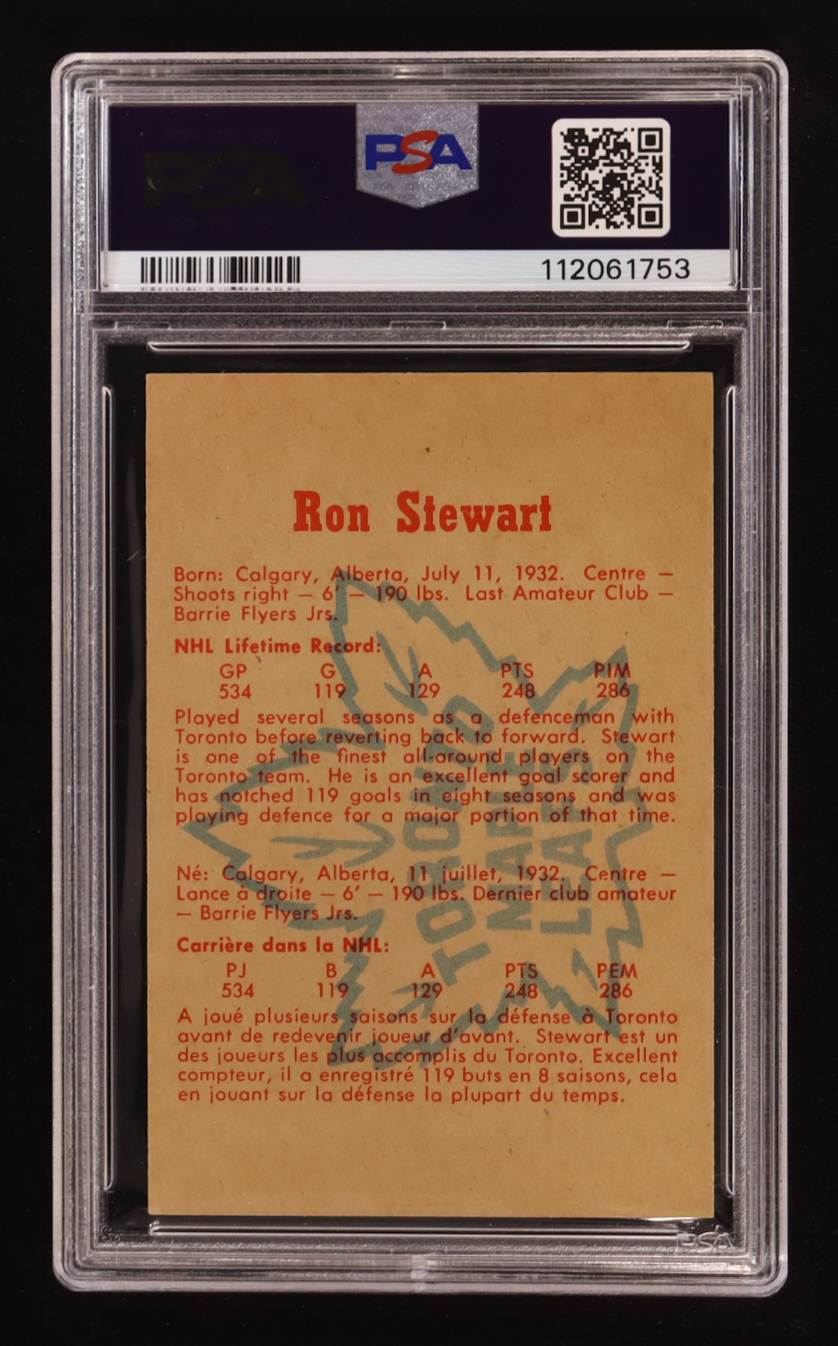 PSA
112061753
Ron Stewart
Born: Calgary, Alberta, July 11, 1932. Centre —
Shoots right — 6′ — 190 lbs. Last Amateur Club —
Barrie Flyers Jrs.
NHL Lifetime Record:
GP G A PTS PIM
534 119 129 248 286
Played several seasons as a defenceman with
Toronto before reverting back to forward. Stewart
is one of the finest all-around players on the
Toronto team. He is an excellent goal scorer and
has notched 119 goals in eight seasons and was
playing defence for a major portion of that time.
TORONTO
MAPLE
LEAFS
Né: Calgary, Alberta, 11 juillet, 1932. Centre —
Lance à droite — 6′ — 190 lbs. Dernier club amateur
— Barrie Flyers Jrs.
Carrière dans la NHL:
PJ B A PTS PEM
534 119 129 248 286
A joué plusieurs saisons sur la défense à Toronto
avant de redevenir joueur d'avant. Stewart est un
des joueurs les plus accomplis du Toronto. Excellent
compteur, il a enregistré 119 buts en 8 saisons, cela
en jouant sur la défense la plupart du temps.
PSA